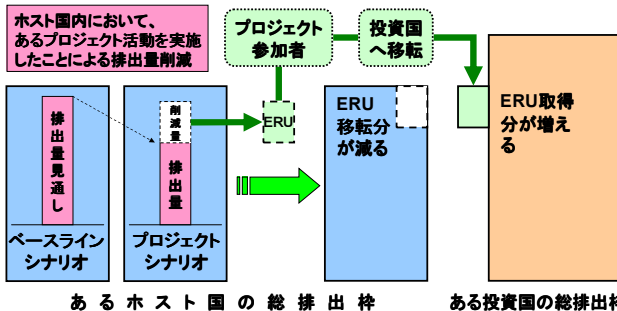 ホスト国内において、
あるプロジェクト活動を実施
したことによる排出量削減
プロジェクト
参加者
投資国
へ移転
排出量見通し
ベースライン
シナリオ
削減量
排出量
プロジェクト
シナリオ
ERU
ERU
移転分
が減る
ERU取得
分が増え
る
あるホスト国の総排出枠
ある投資国の総排出枠